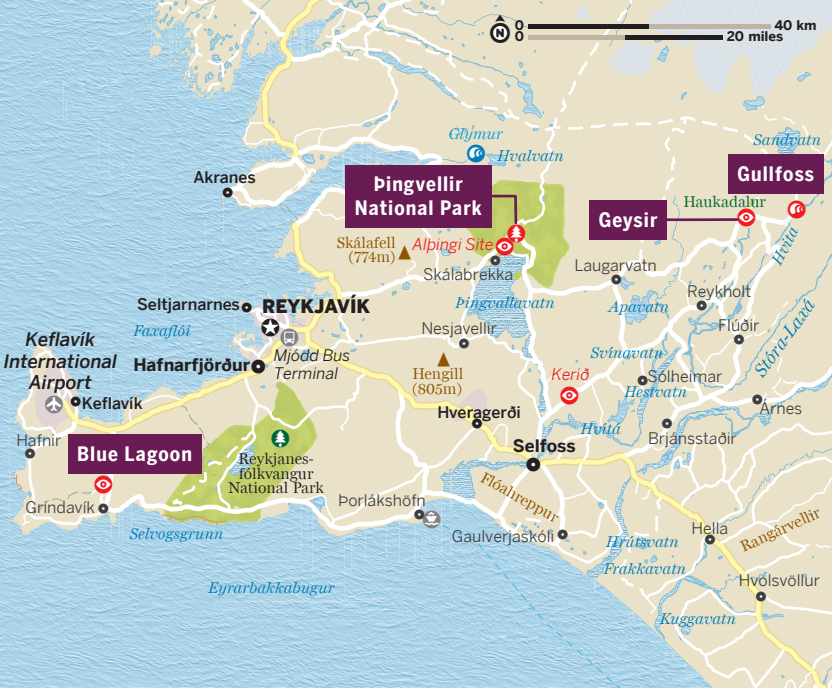 0
40 km
N
0
20 miles
Glýmur
Hvalvatn
Sandvatn
Gullfoss
Akranes
Þingvellir
National Park
Haukadalur
Geysir
Hvítá
Skálafell
(774m)
Alþingi Site
Skálabrekka
Laugarvatn
Reykholt
Seltjarnarnes
REYKJAVÍK
Þingvallavatn
Apavatn
Faxaflói
Nesjavellir
Flúðir
Stóra-Laxá
Keflavík
International
Airport
Mjódd Bus
Terminal
Svínavatn
Hafnarfjörður
Hengill
(805m)
Kerið
Sólheimar
Hestvatn
Keflavík
Hveragerði
Árnes
Hvítá
Hafnir
Brjánsstaðir
Blue Lagoon
Selfoss
Reykjanes-
fólkvangur
National Park
Flóahreppur
Grindavík
Þorlákshöfn
Rangárvellir
Selvogsgrunn
Gaulverjaskóli
Hrútsvatn
Hella
Frakkavatn
Eyrarbakkabugur
Hvolsvöllur
Kuggavatn